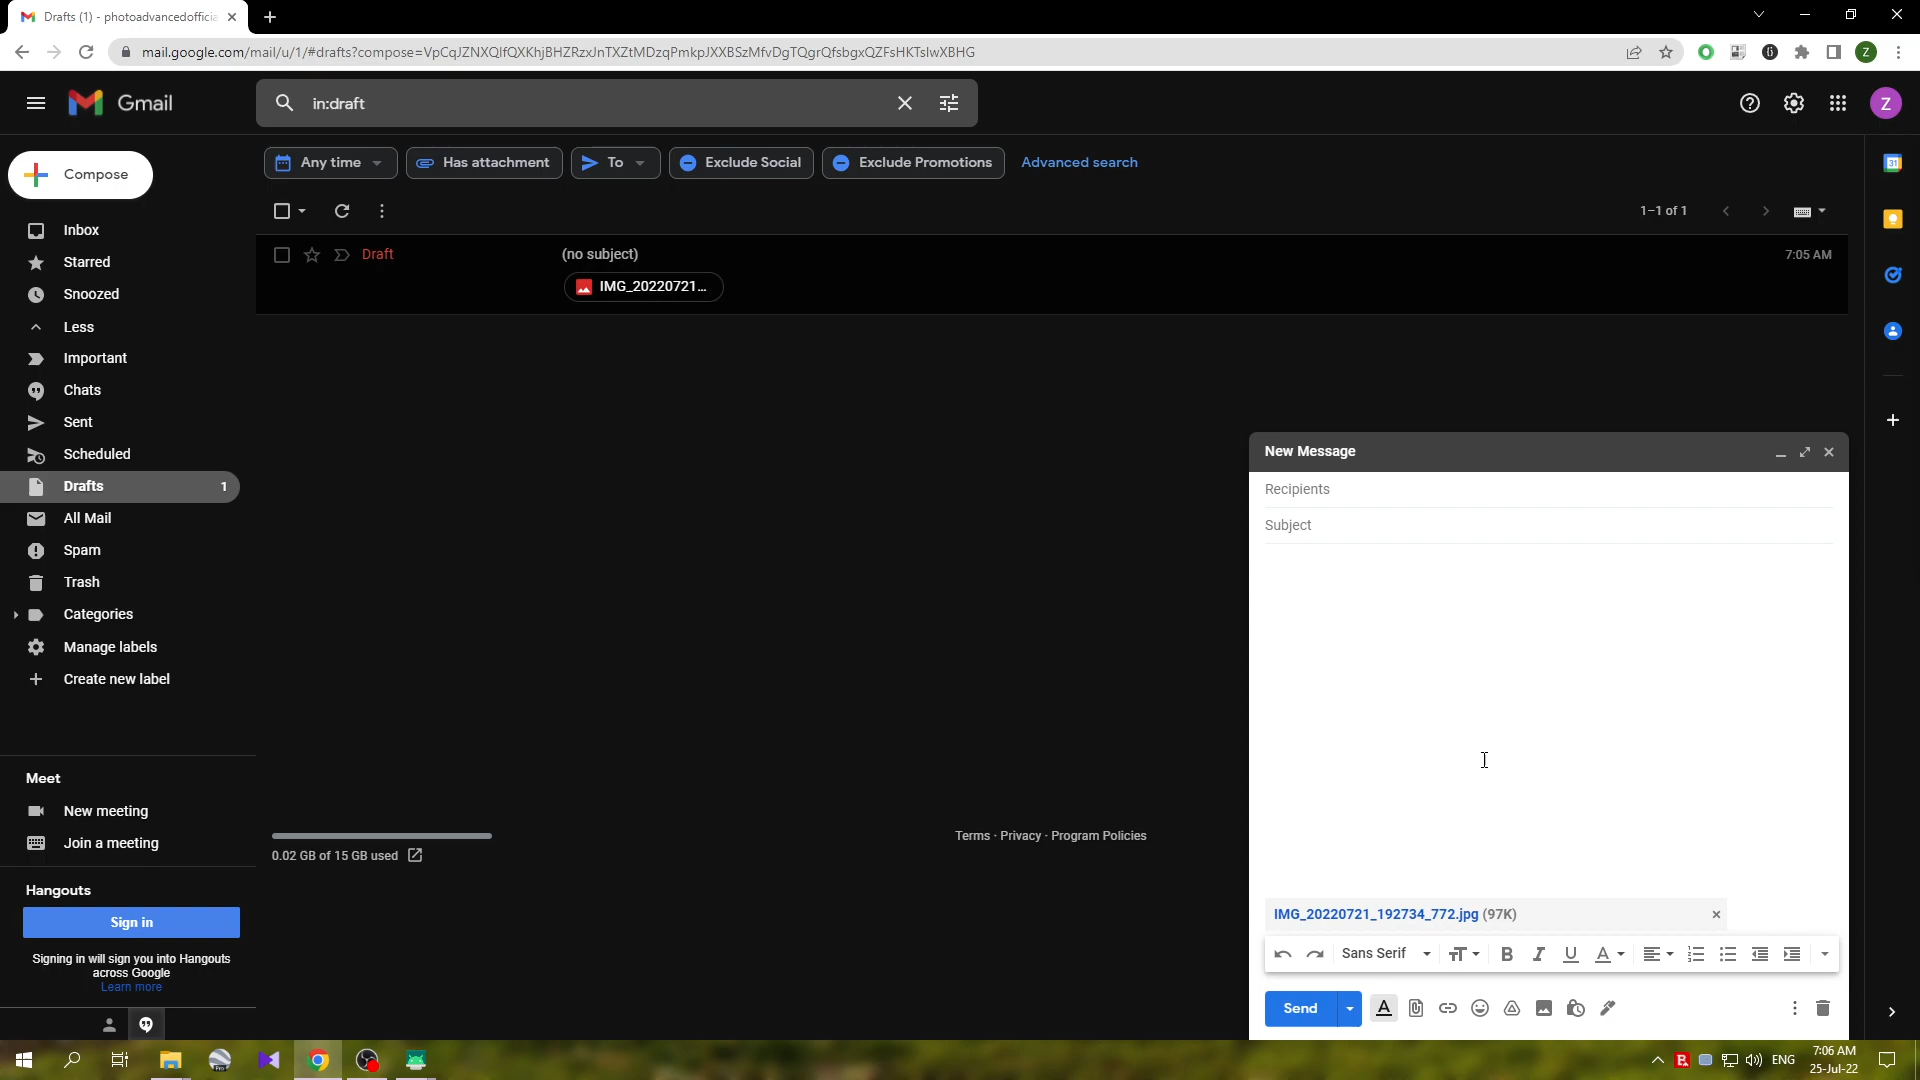 Drafts (1) - photoadvancedofficia
mail.google.com/mail/u/1/#drafts?compose=VpCqJZNXQlfQXKhjBHZRzxJnTXZtMDzqPmkpJXXBSzMfvDgTQgrQfsbgxQZFsHKTslwXBHG
Z
Gmail
in:draft
Z
Compose
Any time
Has attachment
To
Exclude Social
Exclude Promotions
Advanced search
31
1–1 of 1
Inbox
Starred
Snoozed
Less
Important
Chats
Sent
Scheduled
Drafts 1
All Mail
Spam
Trash
Categories
Manage labels
Create new label
Draft
(no subject)
7:05 AM
IMG_20220721...
New Message
Recipients
Subject
Meet
New meeting
Join a meeting
0.02 GB of 15 GB used
Terms · Privacy · Program Policies
Hangouts
Sign in
Signing in will sign you into Hangouts
across Google
Learn more
IMG_20220721_192734_772.jpg (97K)
Sans Serif
B I U A
Send
A
ENG
7:06 AM
25-Jul-22